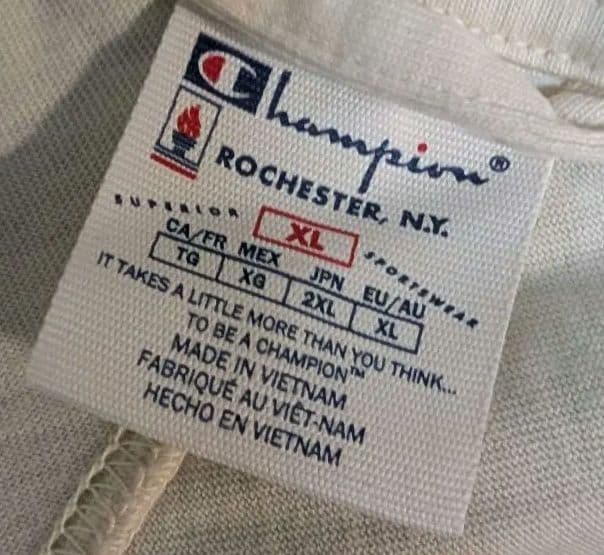 Champion®
ROCHESTER, N.Y.
SUPERIOR XL SPORTSWEAR
CA/FR MEX JPN EU/AU
TG XG 2XL XL
IT TAKES A LITTLE MORE THAN YOU THINK...
TO BE A CHAMPION™
MADE IN VIETNAM
FABRIQUÉ AU VIÊT-NAM
HECHO EN VIETNAM